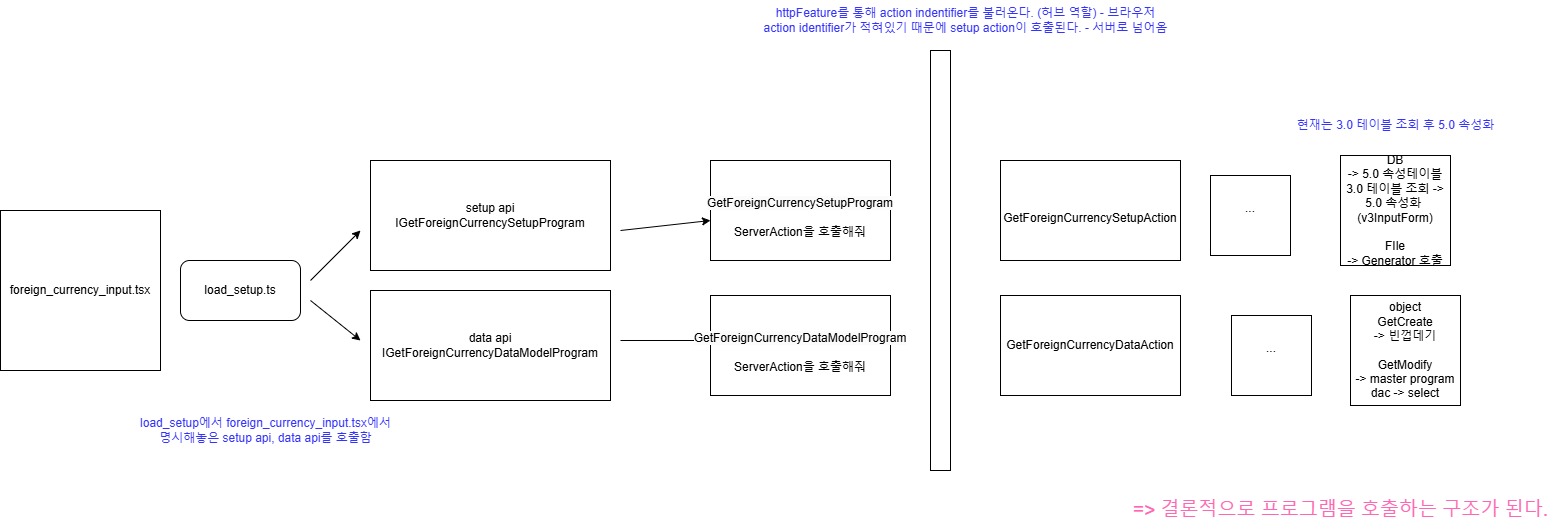 httpFeature를 통해 action indentifier를 불러온다. (허브 역할) - 브라우저
action identifier가 적혀있기 때문에 setup action이 호출된다. - 서버로 넘어옴
현재는 3.0 테이블 조회 후 5.0 속성화
foreign_currency_input.tsx
load_setup.ts
setup api
IGetForeignCurrencySetupProgram
GetForeignCurrencySetupProgram
ServerAction을 호출해줘
GetForeignCurrencySetupAction
...
DB
-> 5.0 속성테이블
3.0 테이블 조회 ->
5.0 속성화
(v3InputForm)
FIle
-> Generator 호출
data api
IGetForeignCurrencyDataModelProgram
GetForeignCurrencyDataModelProgram
ServerAction을 호출해줘
GetForeignCurrencyDataAction
...
object
GetCreate
-> 빈껍데기
GetModify
-> master program
dac -> select
load_setup에서 foreign_currency_input.tsx에서
명시해놓은 setup api, data api를 호출함
=> 결론적으로 프로그램을 호출하는 구조가 된다.